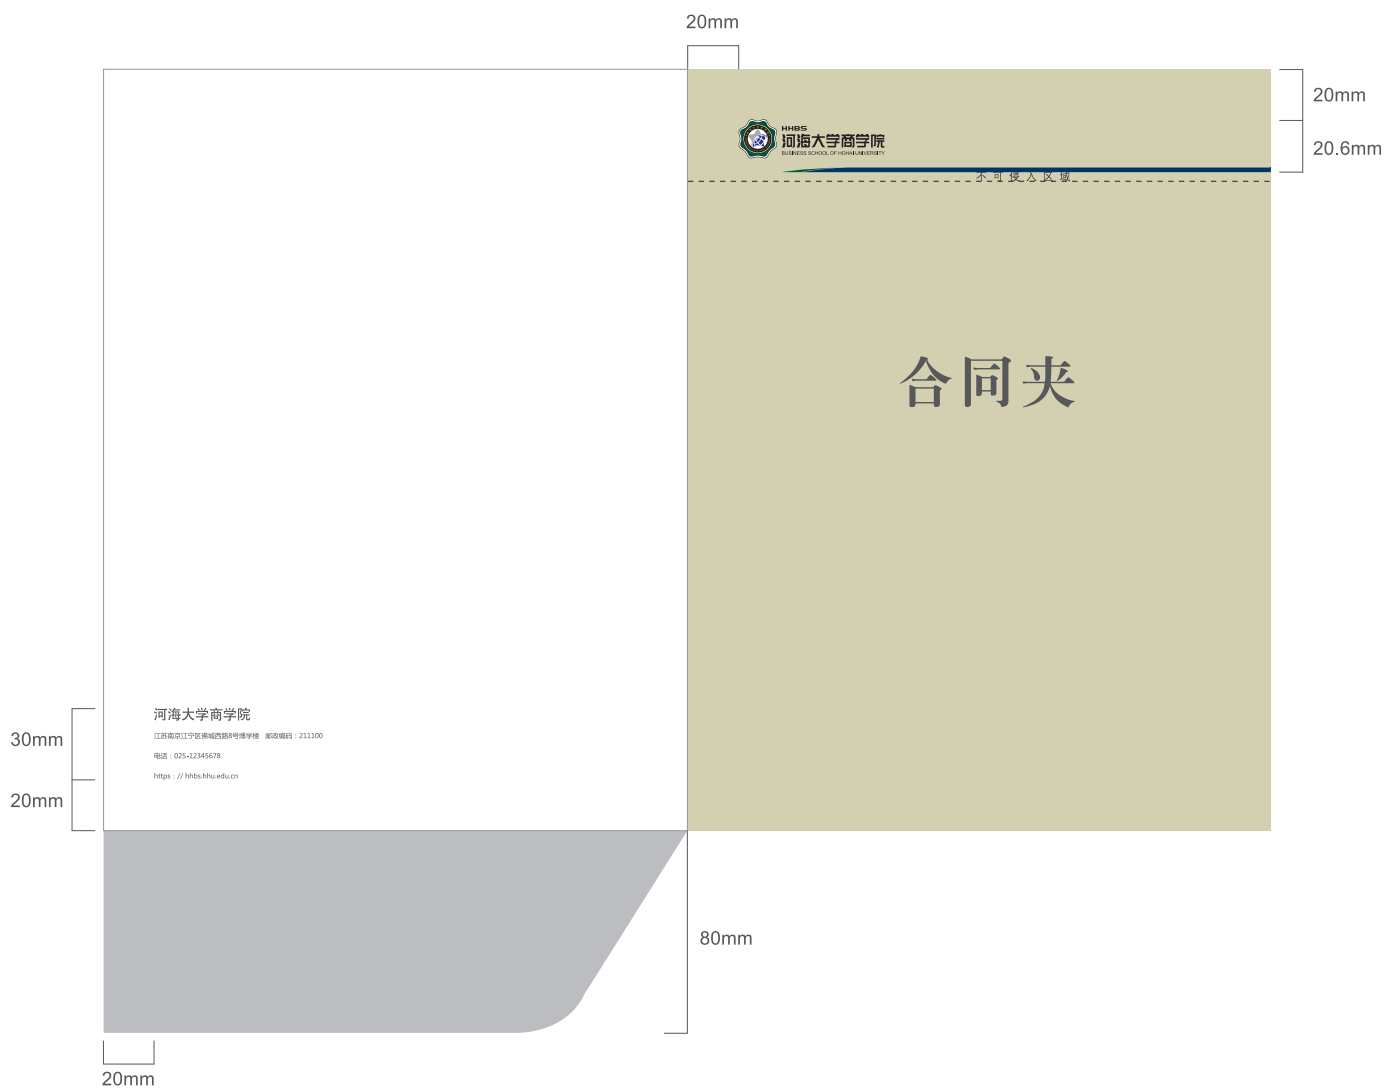 20mm
20mm
HHBS
河海大学商学院
BUSINESS SCHOOL OF HOHAI UNIVERSITY
20.6mm
不可侵入区域
合同夹
河海大学商学院
江苏南京江宁区佛城西路8号博学楼 邮政编码：211100
电话：025-12345678
https：// hhbs.hhu.edu.cn
30mm
20mm
80mm
20mm